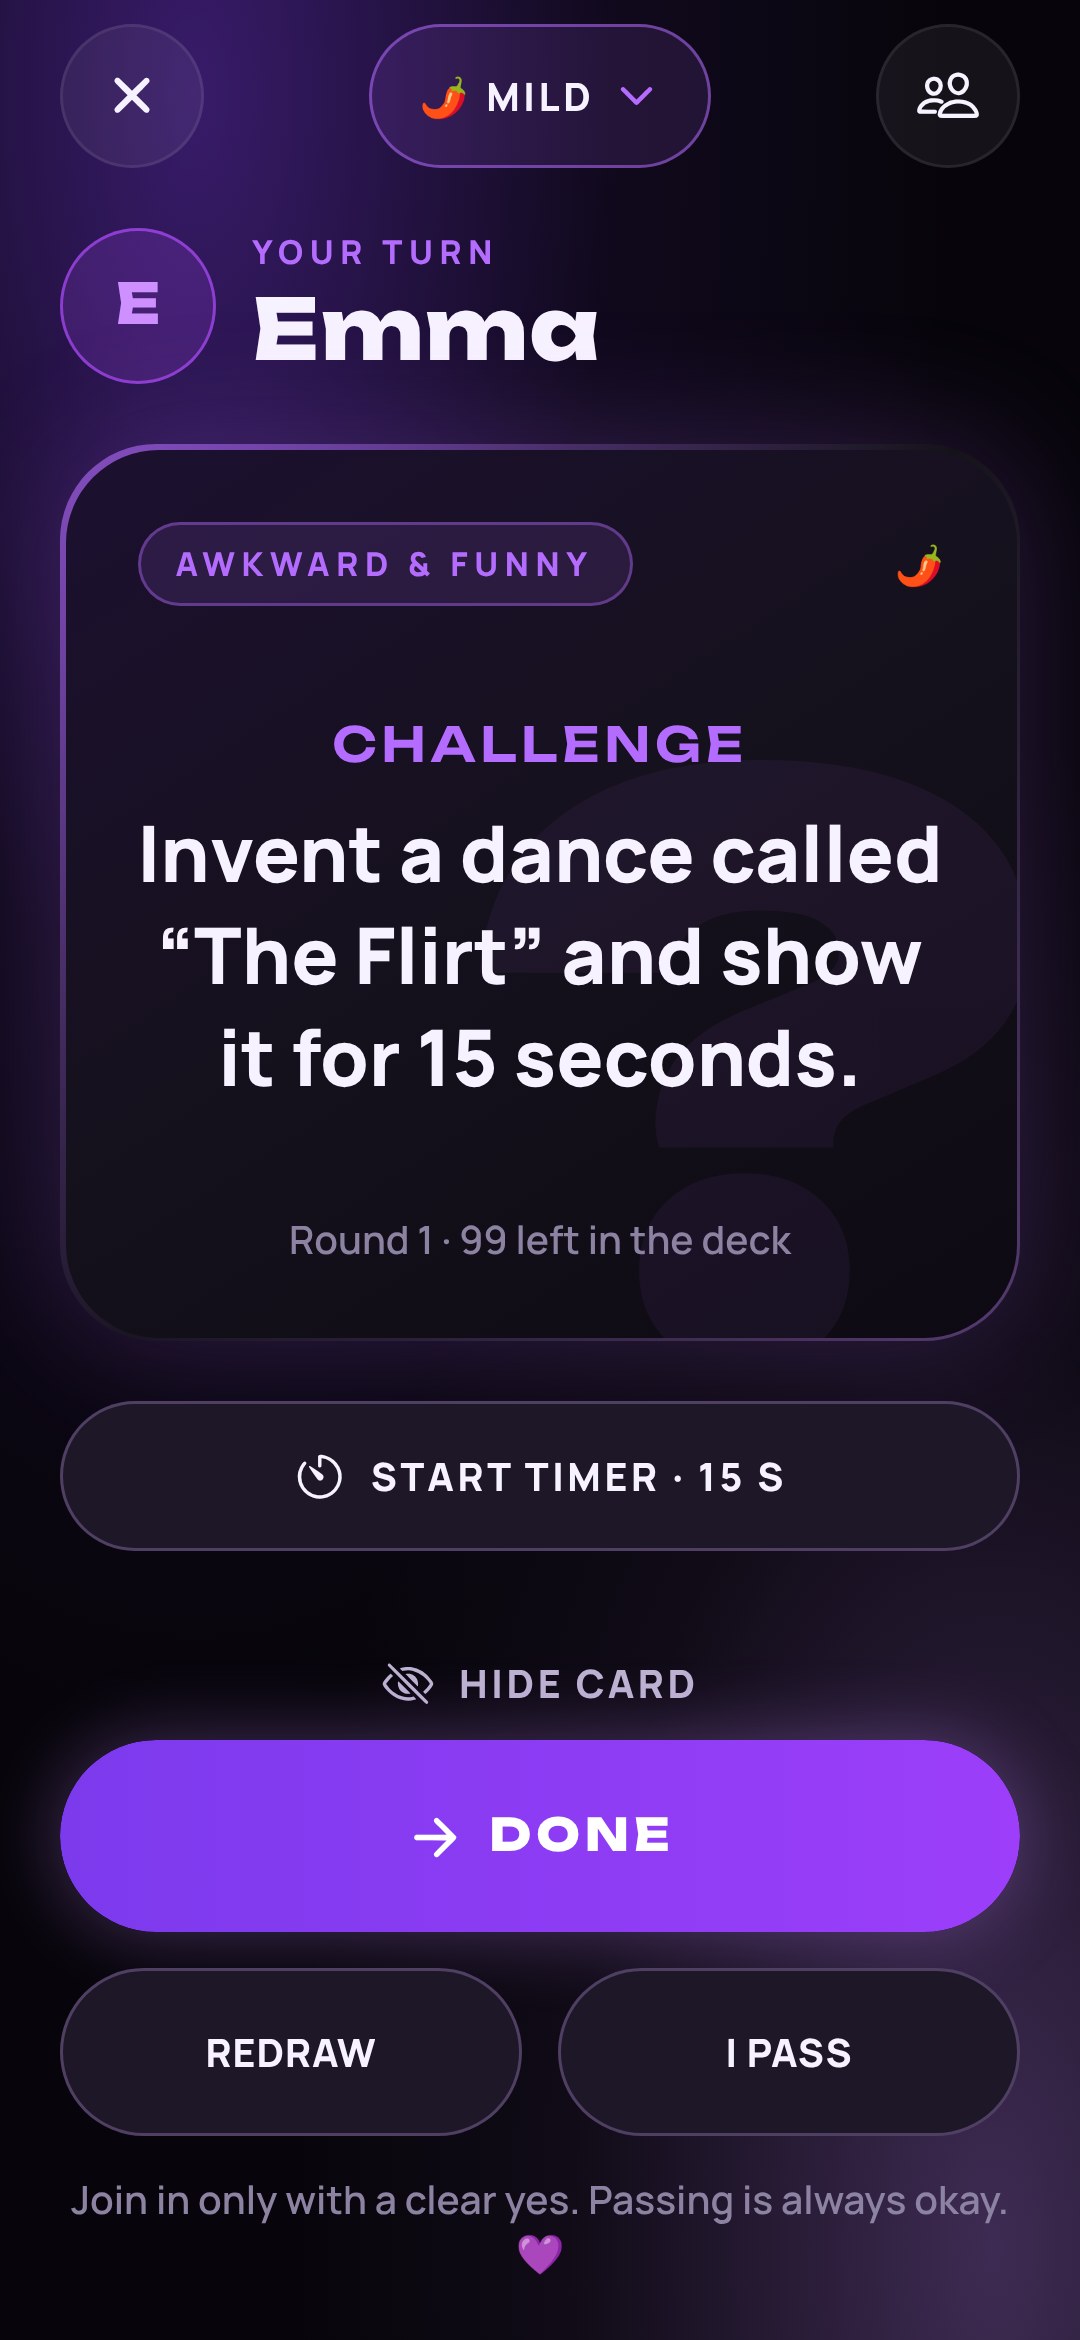 🌶️ MILD
YOUR TURN
E
Emma
AWKWARD & FUNNY
CHALLENGE
Invent a dance called
“The Flirt” and show
it for 15 seconds.
Round 1 · 99 left in the deck
START TIMER · 15 S
HIDE CARD
→ DONE
REDRAW
I PASS
Join in only with a clear yes. Passing is always okay.
💜